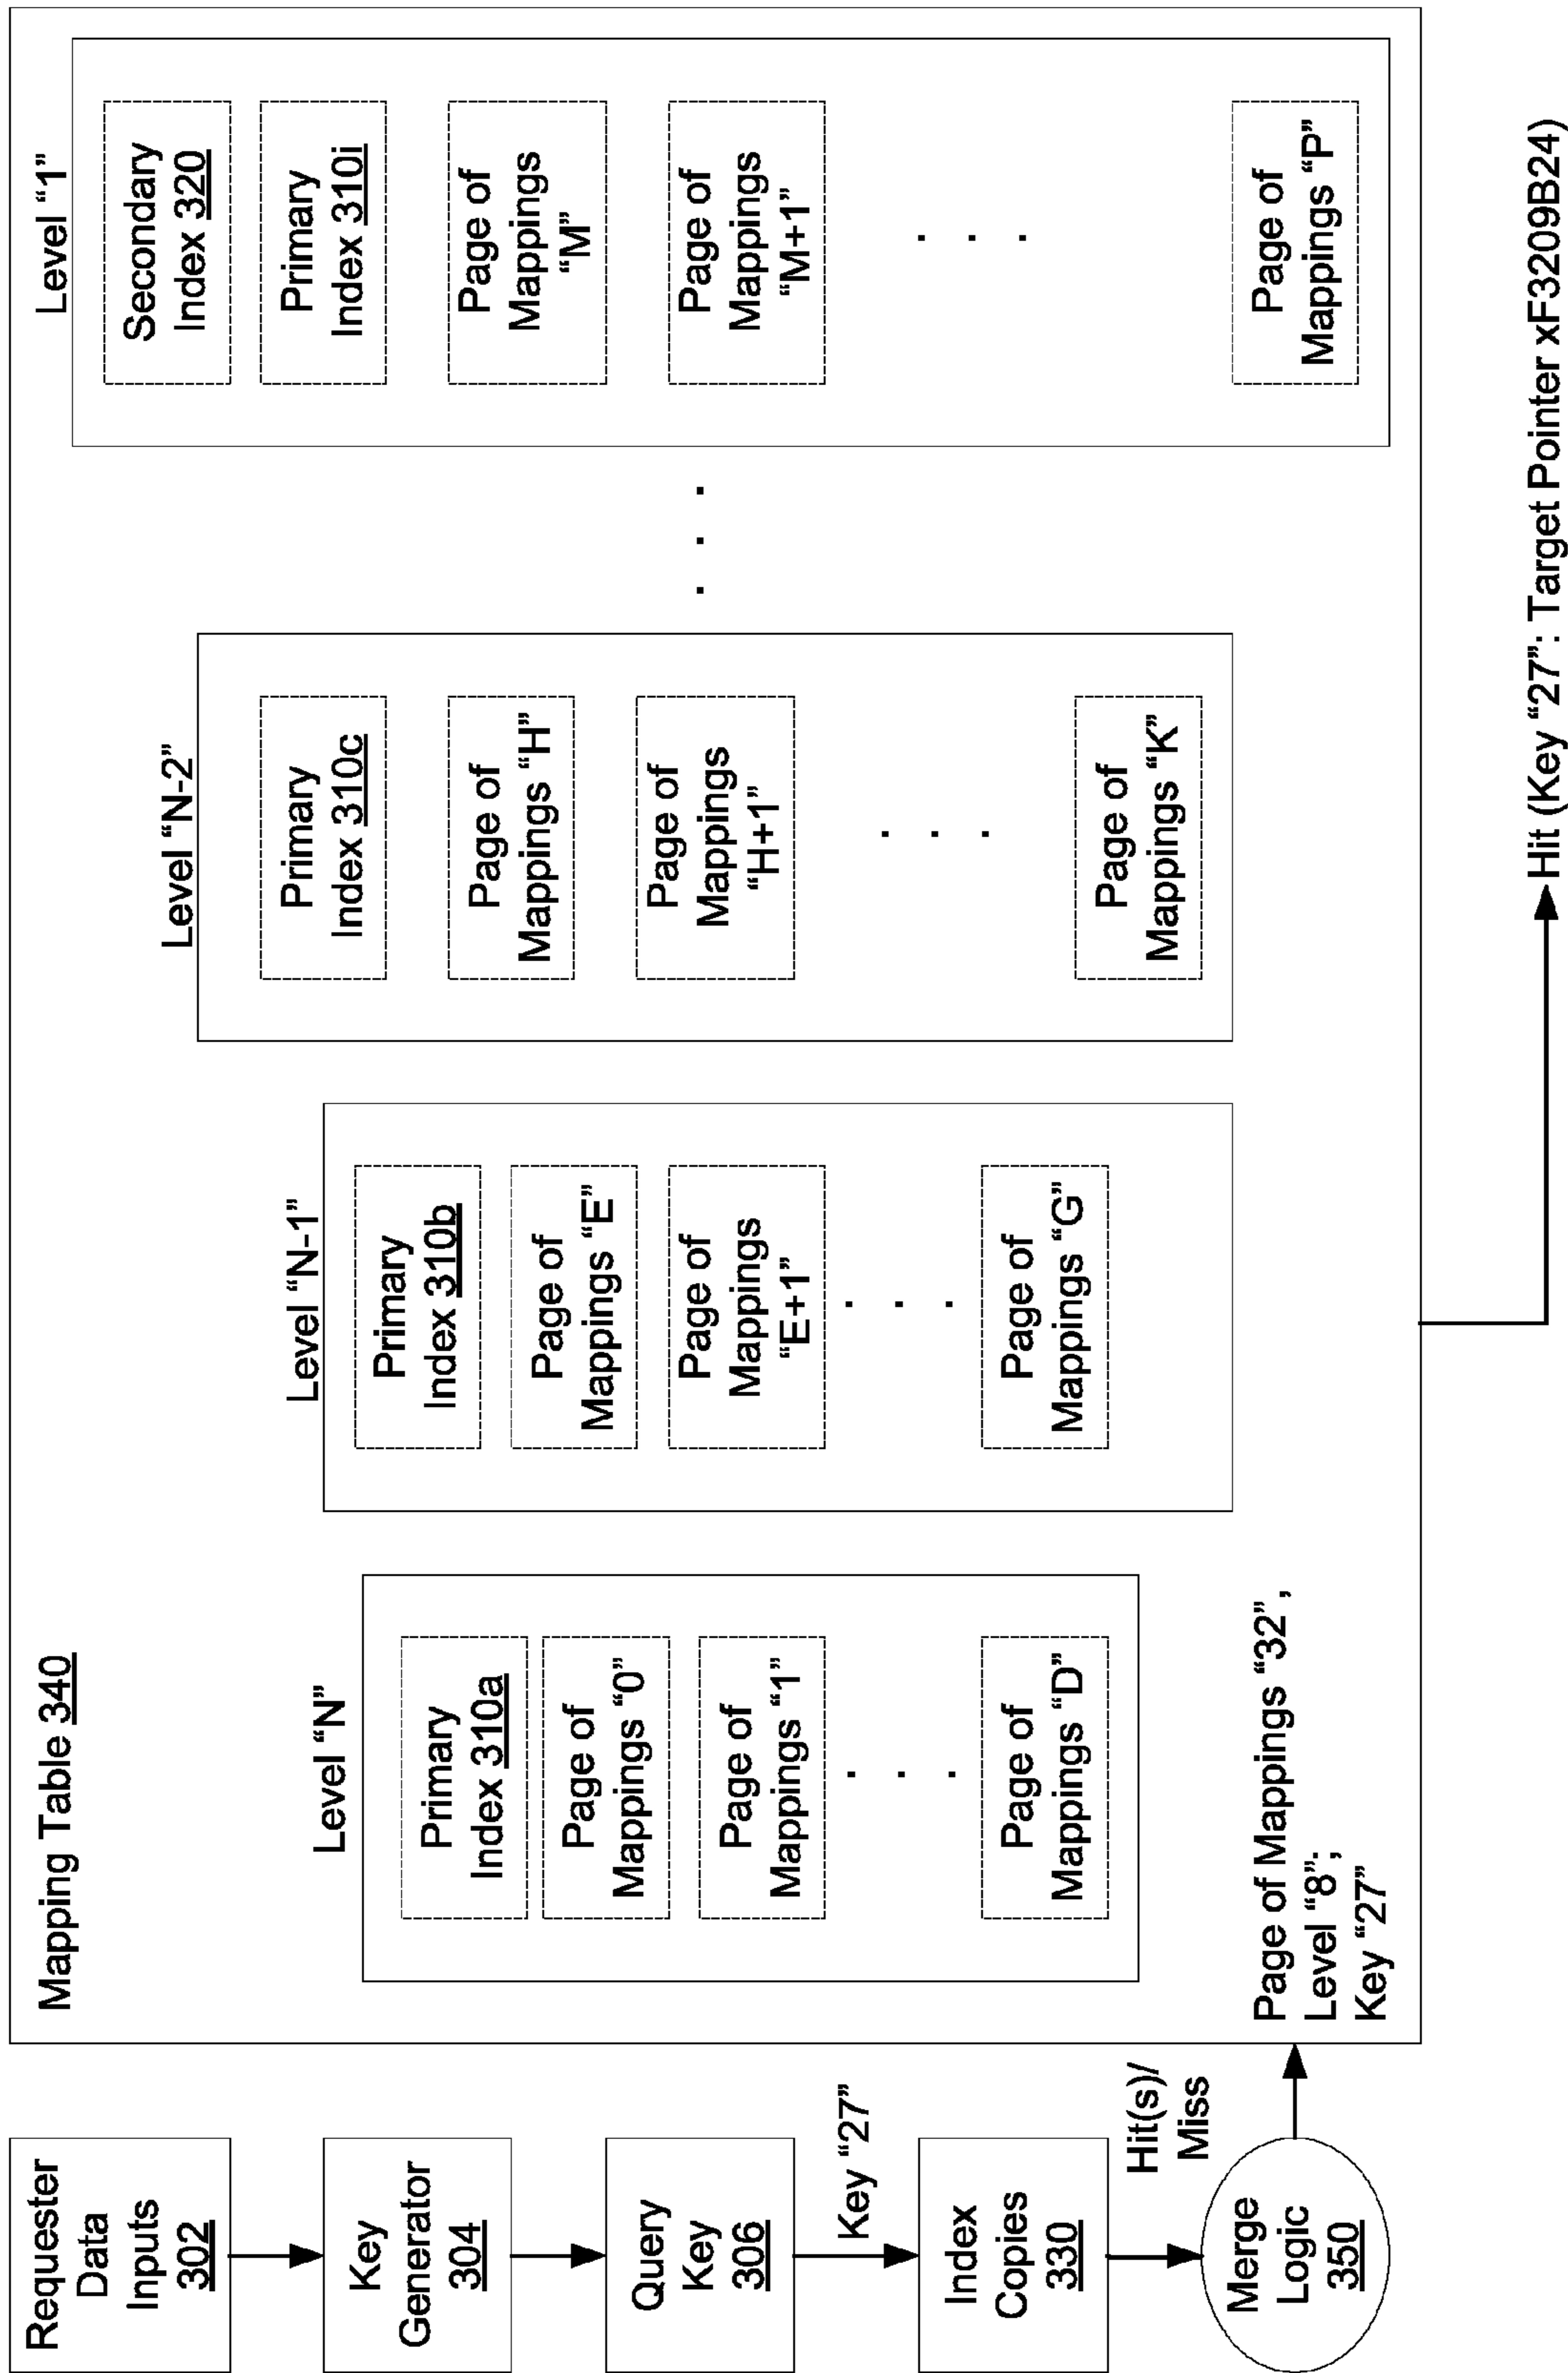 Requester
Data
Inputs
302
Key
Generator
304
Query
Key
306
Key “27”
Index
Copies
330
Hit(s)/
Miss
Merge
Logic
350
Mapping Table 340
Level “N”
Primary
Index 310a
Page of
Mappings “0”
Page of
Mappings “1”
. . .
Page of
Mappings “D”
Level “N-1”
Primary
Index 310b
Page of
Mappings “E”
Page of
Mappings
“E+1”
. . .
Page of
Mappings “G”
Level “N-2”
Primary
Index 310c
Page of
Mappings “H”
Page of
Mappings
“H+1”
. . .
Page of
Mappings “K”
. . .
Level “1”
Secondary
Index 320
Primary
Index 310i
Page of
Mappings
“M”
Page of
Mappings
“M+1”
. . .
Page of
Mappings “P”
Page of Mappings “32”,
Level “8”;
Key “27”
Hit (Key “27”: Target Pointer xF3209B24)